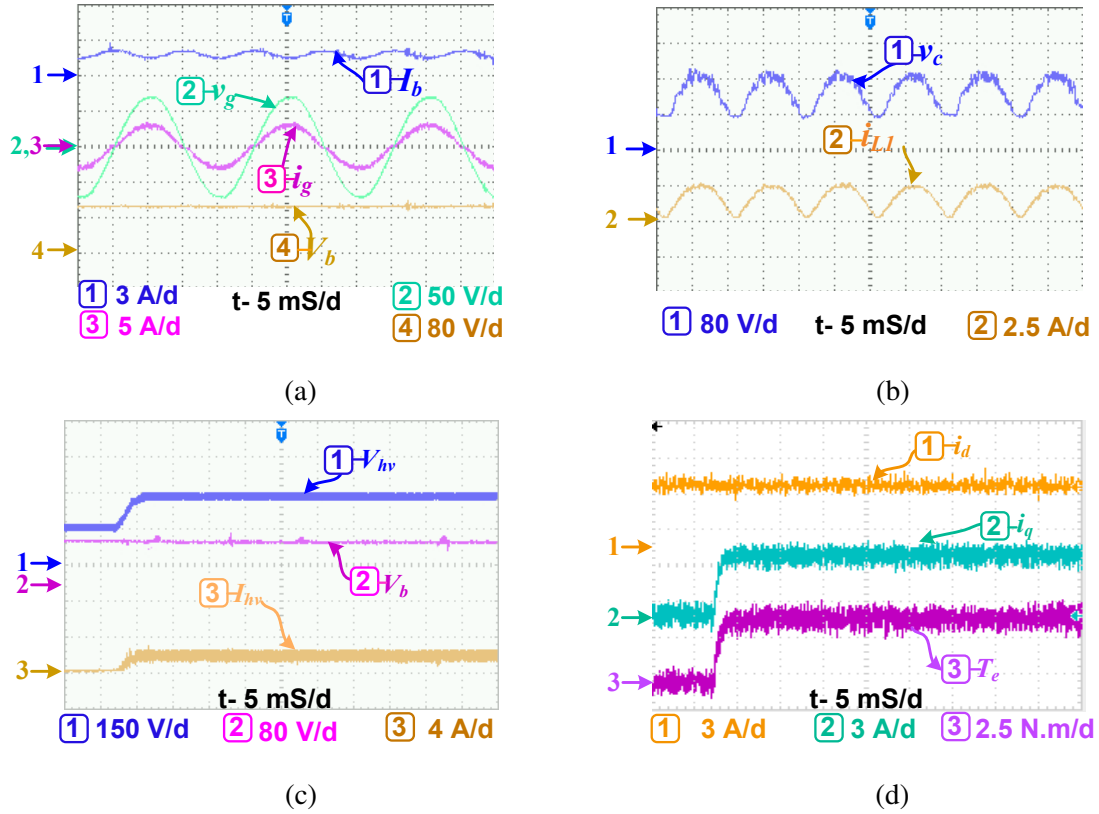 T
1
1 I_b
2 v_g
2,3
3 i_g
4
4 V_b
1 3 A/d
t- 5 mS/d
2 50 V/d
3 5 A/d
4 80 V/d
(a)
T
1 v_c
1
2 i_L1
2
1 80 V/d
t- 5 mS/d
2 2.5 A/d
(b)
T
1 V_hv
1
2
2 V_b
3 I_hv
3
t- 5 mS/d
1 150 V/d
2 80 V/d
3 4 A/d
(c)
1 i_d
1
2 i_q
2
3 T_e
3
t- 5 mS/d
1 3 A/d
2 3 A/d
3 2.5 N.m/d
(d)